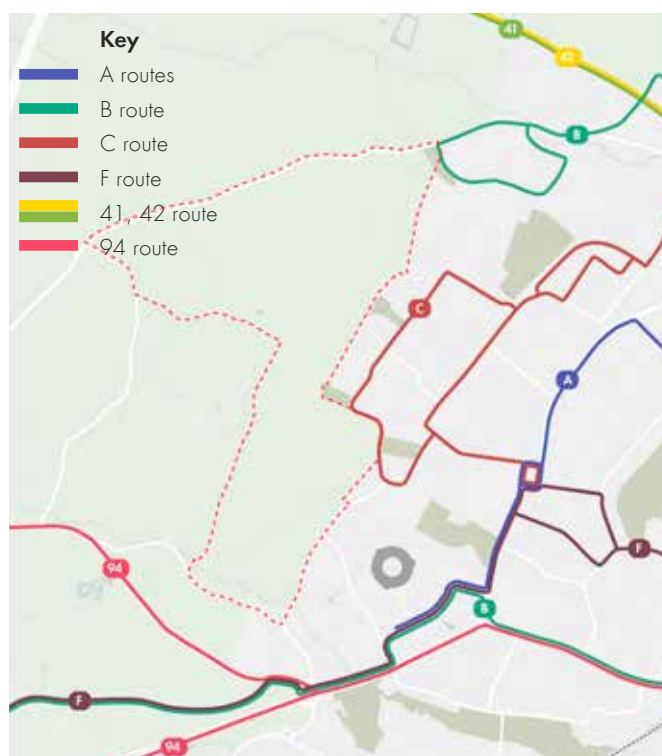 Key
A routes
B route
C route
F route
41, 42 route
94 route
41
42
B
C
A
F
94
B
F
94